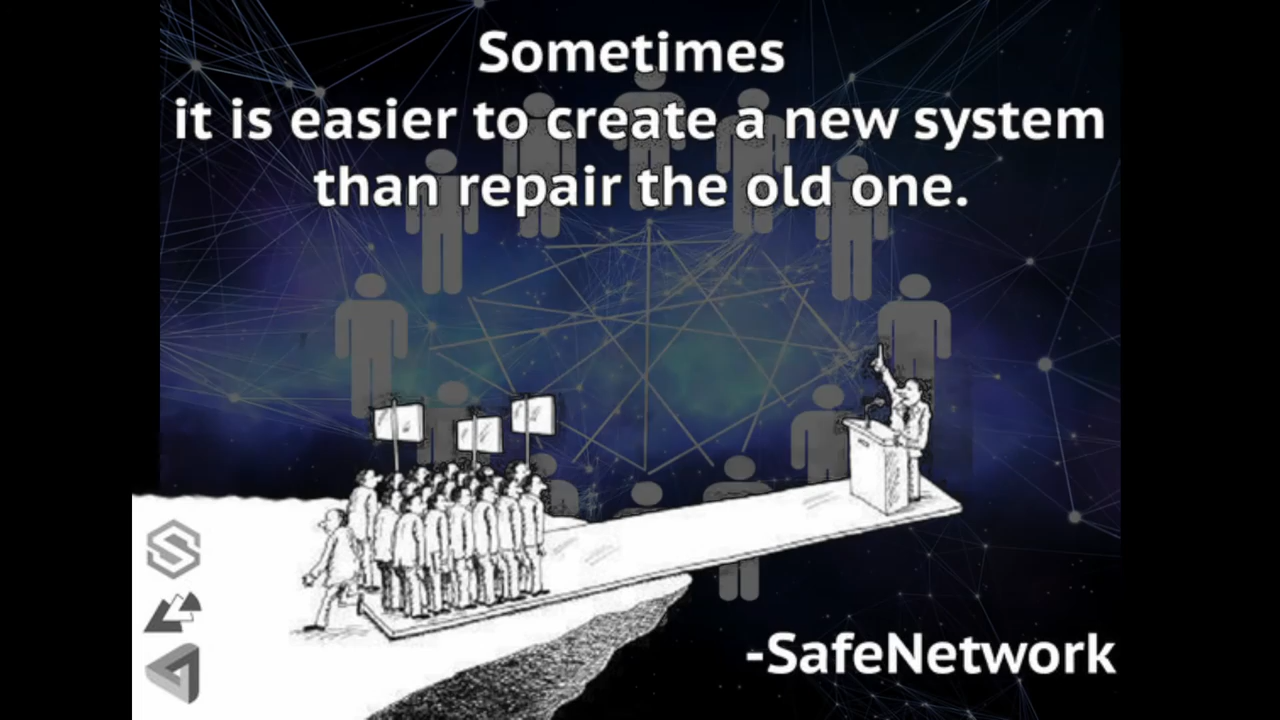 Sometimes
it is easier to create a new system
than repair the old one.
-SafeNetwork